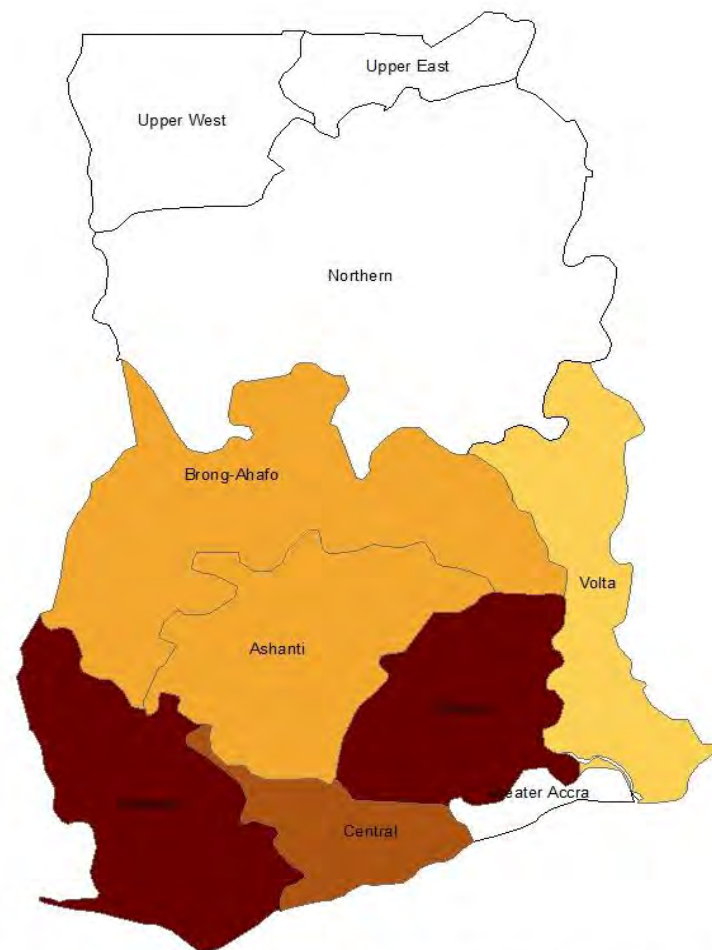 Upper East
Upper West
Northern
Brong-Ahafo
Volta
Ashanti
Accra
Central